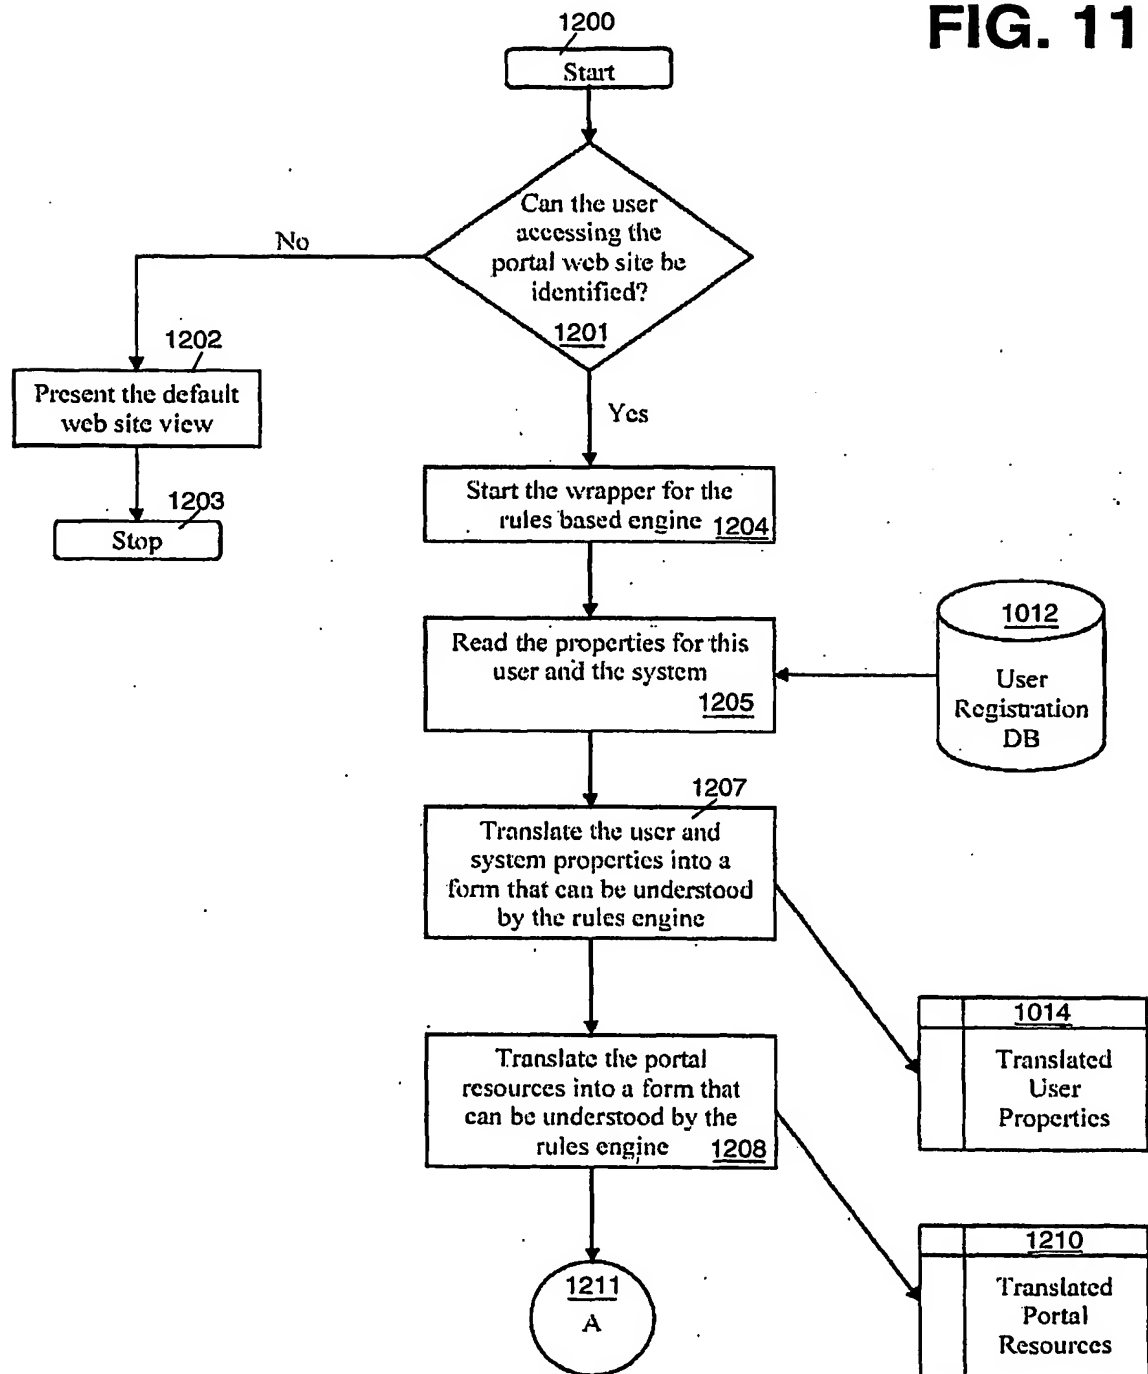 FIG. 11
1200
Start
Can the user
accessing the
portal web site be
identified?
1201
No
Yes
1202
Present the default
web site view
1203
Stop
Start the wrapper for the
rules based engine 1204
Read the properties for this
user and the system
1205
1012
User
Registration
DB
1207
Translate the user and
system properties into a
form that can be understood
by the rules engine
1014
Translated
User
Properties
Translate the portal
resources into a form that
can be understood by the
rules engine 1208
1210
Translated
Portal
Resources
1211
A